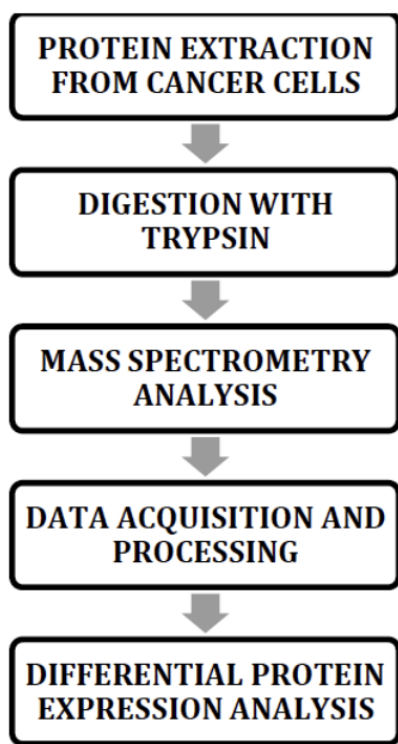 PROTEIN EXTRACTION
FROM CANCER CELLS
DIGESTION WITH
TRYPSIN
MASS SPECTROMETRY
ANALYSIS
DATA ACQUISITION AND
PROCESSING
DIFFERENTIAL PROTEIN
EXPRESSION ANALYSIS